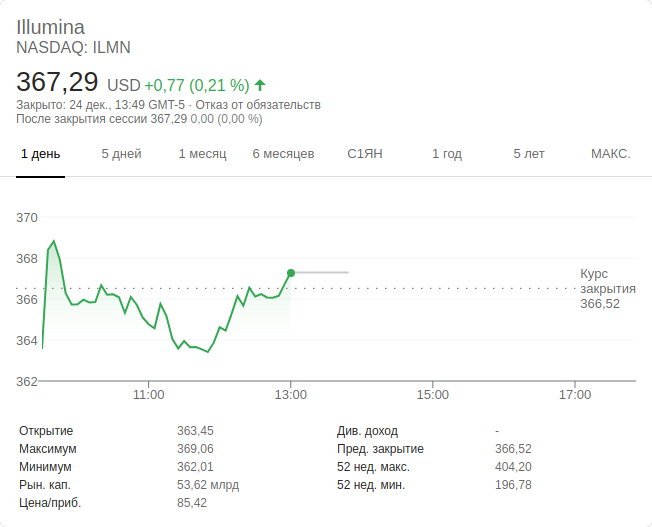 Illumina
NASDAQ: ILMN
367,29 USD +0,77 (0,21 %)
Закрыто: 24 дек., 13:49 GMT-5 · Отказ от обязательств
После закрытия сессии 367,29 0,00 (0,00 %)
1 день 5 дней 1 месяц 6 месяцев С1ЯН 1 год 5 лет МАКС.
370
368
366
364
362
Курс
закрытия
366,52
11:00 13:00 15:00 17:00
Открытие 363,45 Див. доход -
Максимум 369,06 Пред. закрытие 366,52
Минимум 362,01 52 нед. макс. 404,20
Рын. кап. 53,62 млрд 52 нед. мин. 196,78
Цена/приб. 85,42